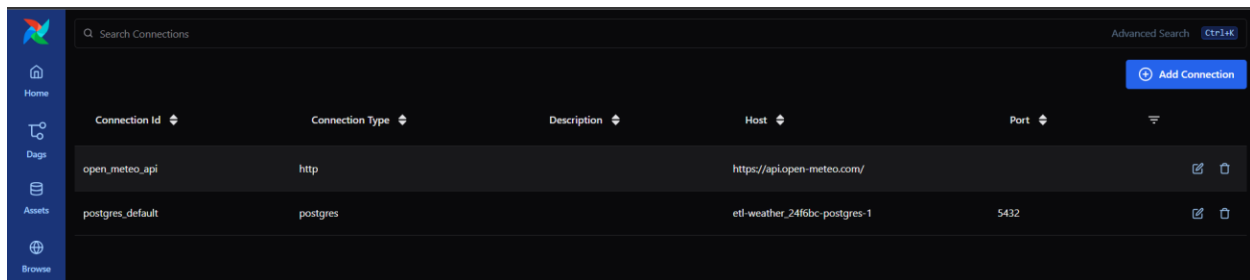 Search Connections
Advanced Search Ctrl+K
Add Connection
Home
Dags
Assets
Browse
Connection Id Connection Type Description Host Port
open_meteo_api http https://api.open-meteo.com/
postgres_default postgres etl-weather_24f6bc-postgres-1 5432